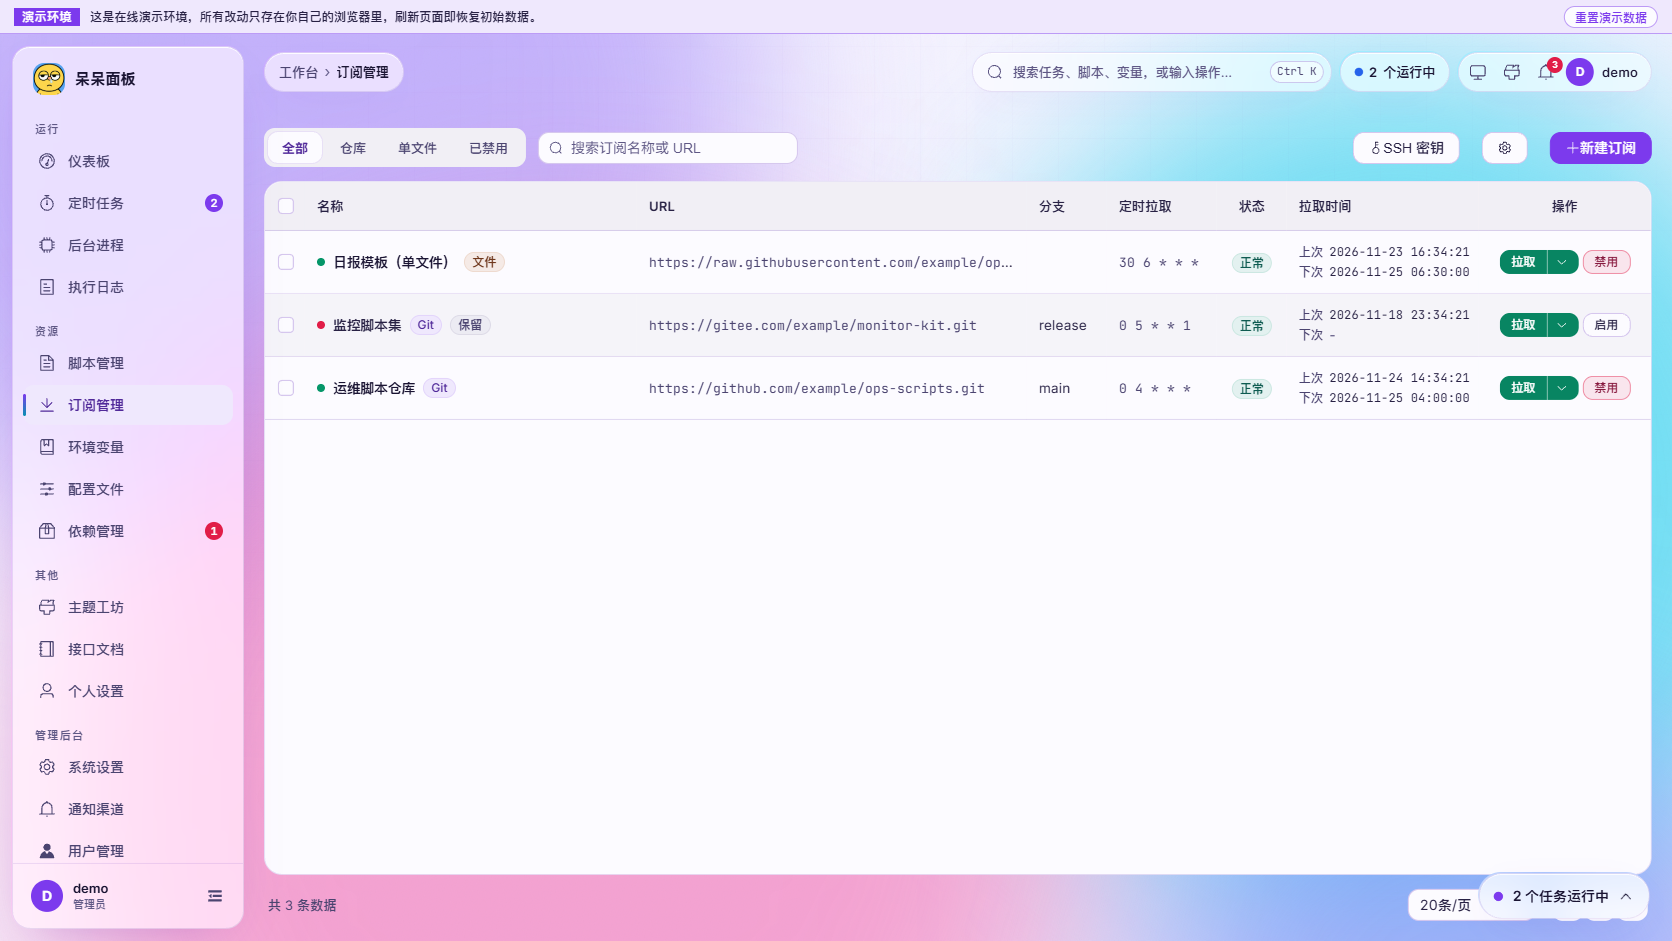 演示环境 这是在线演示环境，所有改动只存在你自己的浏览器里，刷新页面即恢复初始数据。 重置演示数据
呆呆面板
运行
仪表板
定时任务 2
后台进程
执行日志
资源
脚本管理
订阅管理
环境变量
配置文件
依赖管理 1
其他
主题工坊
接口文档
个人设置
管理后台
系统设置
通知渠道
用户管理
D demo
管理员
工作台 › 订阅管理
搜索任务、脚本、变量，或输入操作... Ctrl K
2 个运行中
3
D demo
全部 仓库 单文件 已禁用
搜索订阅名称或 URL
SSH 密钥
新建订阅
名称 URL 分支 定时拉取 状态 拉取时间 操作
日报模板（单文件） 文件 https://raw.githubusercontent.com/example/op... 30 6 * * * 正常 上次 2026-11-23 16:34:21 拉取 禁用
下次 2026-11-25 06:30:00
监控脚本集 Git 保留 https://gitee.com/example/monitor-kit.git release 0 5 * * 1 正常 上次 2026-11-18 23:34:21 拉取 启用
下次 -
运维脚本仓库 Git https://github.com/example/ops-scripts.git main 0 4 * * * 正常 上次 2026-11-24 14:34:21 拉取 禁用
下次 2026-11-25 04:00:00
共 3 条数据
20条/页
2 个任务运行中